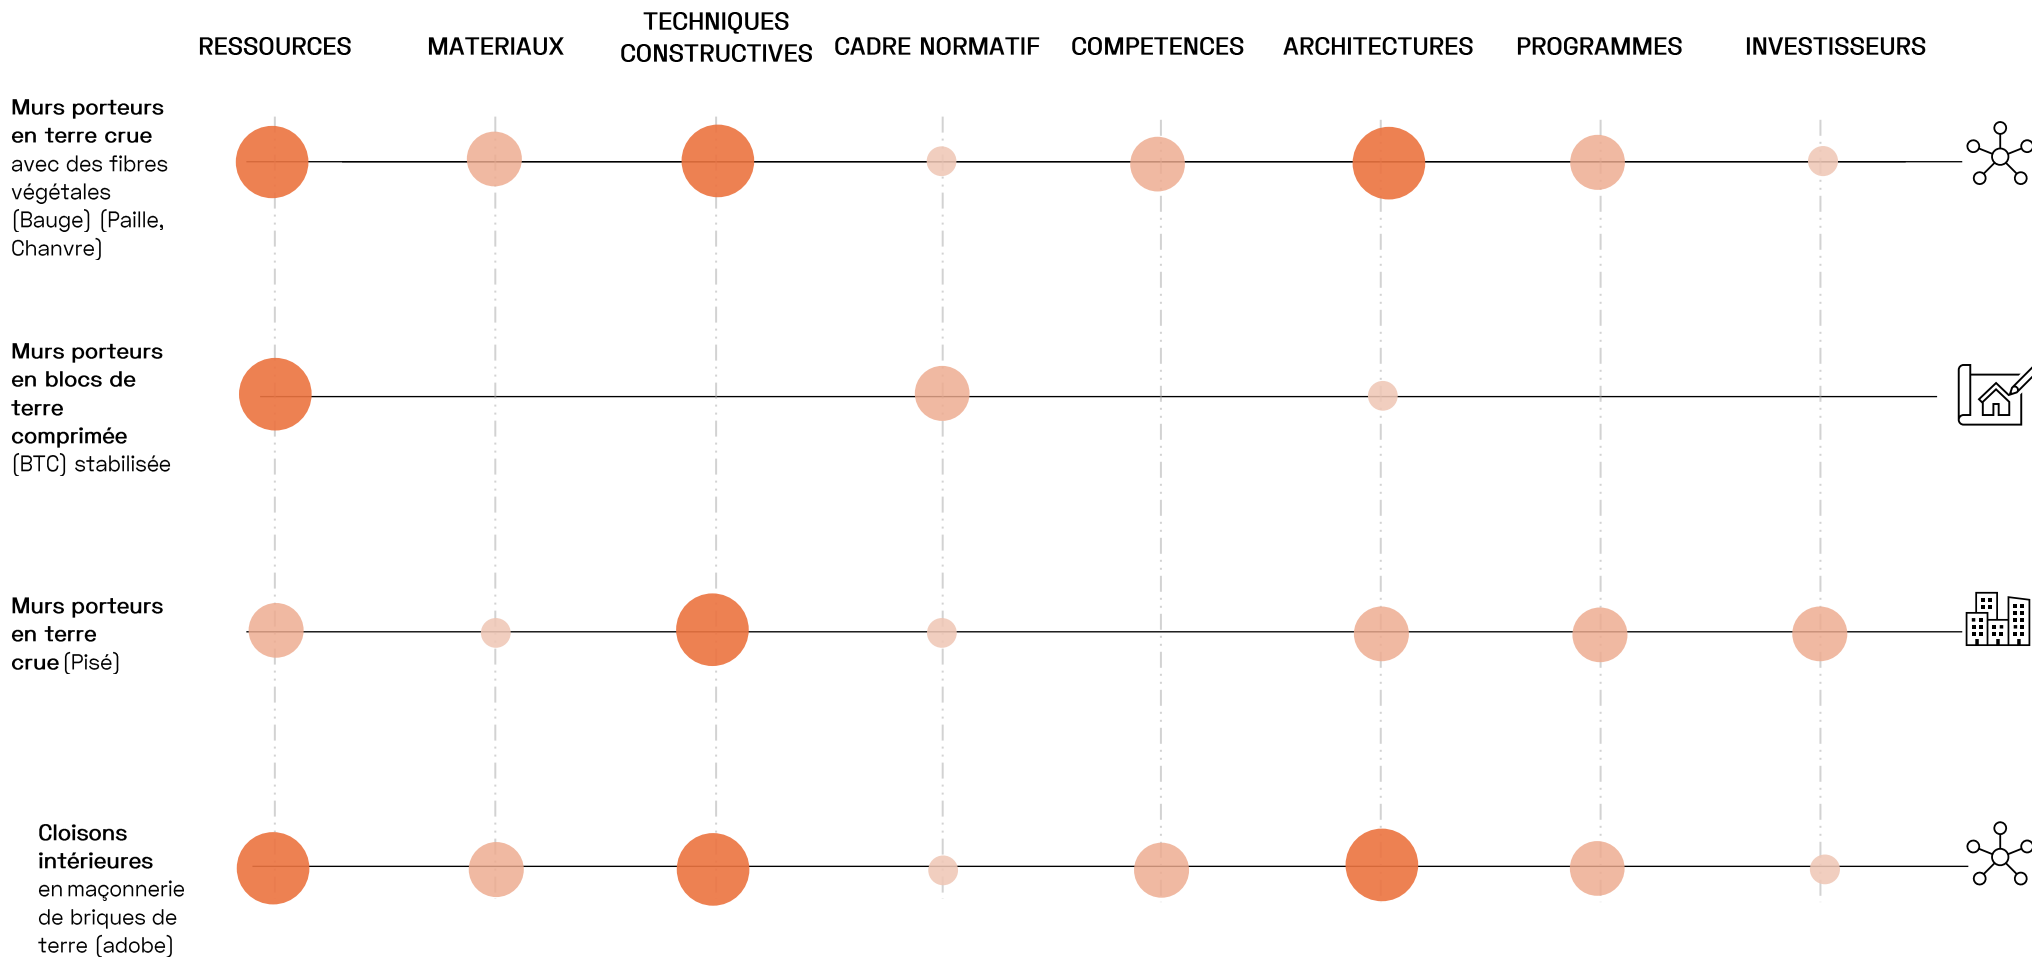 RESSOURCES
MATERIAUX
TECHNIQUES
CONSTRUCTIVES
CADRE NORMATIF
COMPETENCES
ARCHITECTURES
PROGRAMMES
INVESTISSEURS
Murs porteurs
en terre crue
avec des fibres
végétales
(Bauge) (Paille,
Chanvre)
Murs porteurs
en blocs de
terre
comprimée
(BTC) stabilisée
Murs porteurs
en terre
crue (Pisé)
Cloisons
intérieures
en maçonnerie
de briques de
terre (adobe)